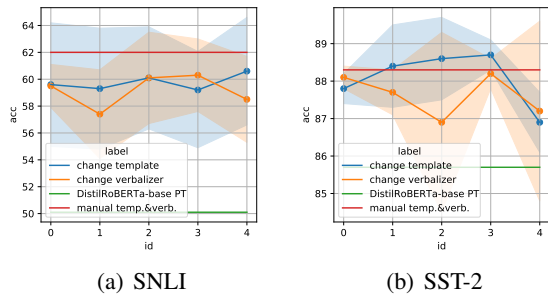 64
62
60
58
56
54
52
50
acc
label
change template
change verbalizer
DistilRoBERTa-base PT
manual temp.&verb.
0 1 2 3 4
id
(a) SNLI
89
88
87
86
85
acc
label
change template
change verbalizer
DistilRoBERTa-base PT
manual temp.&verb.
0 1 2 3 4
id
(b) SST-2